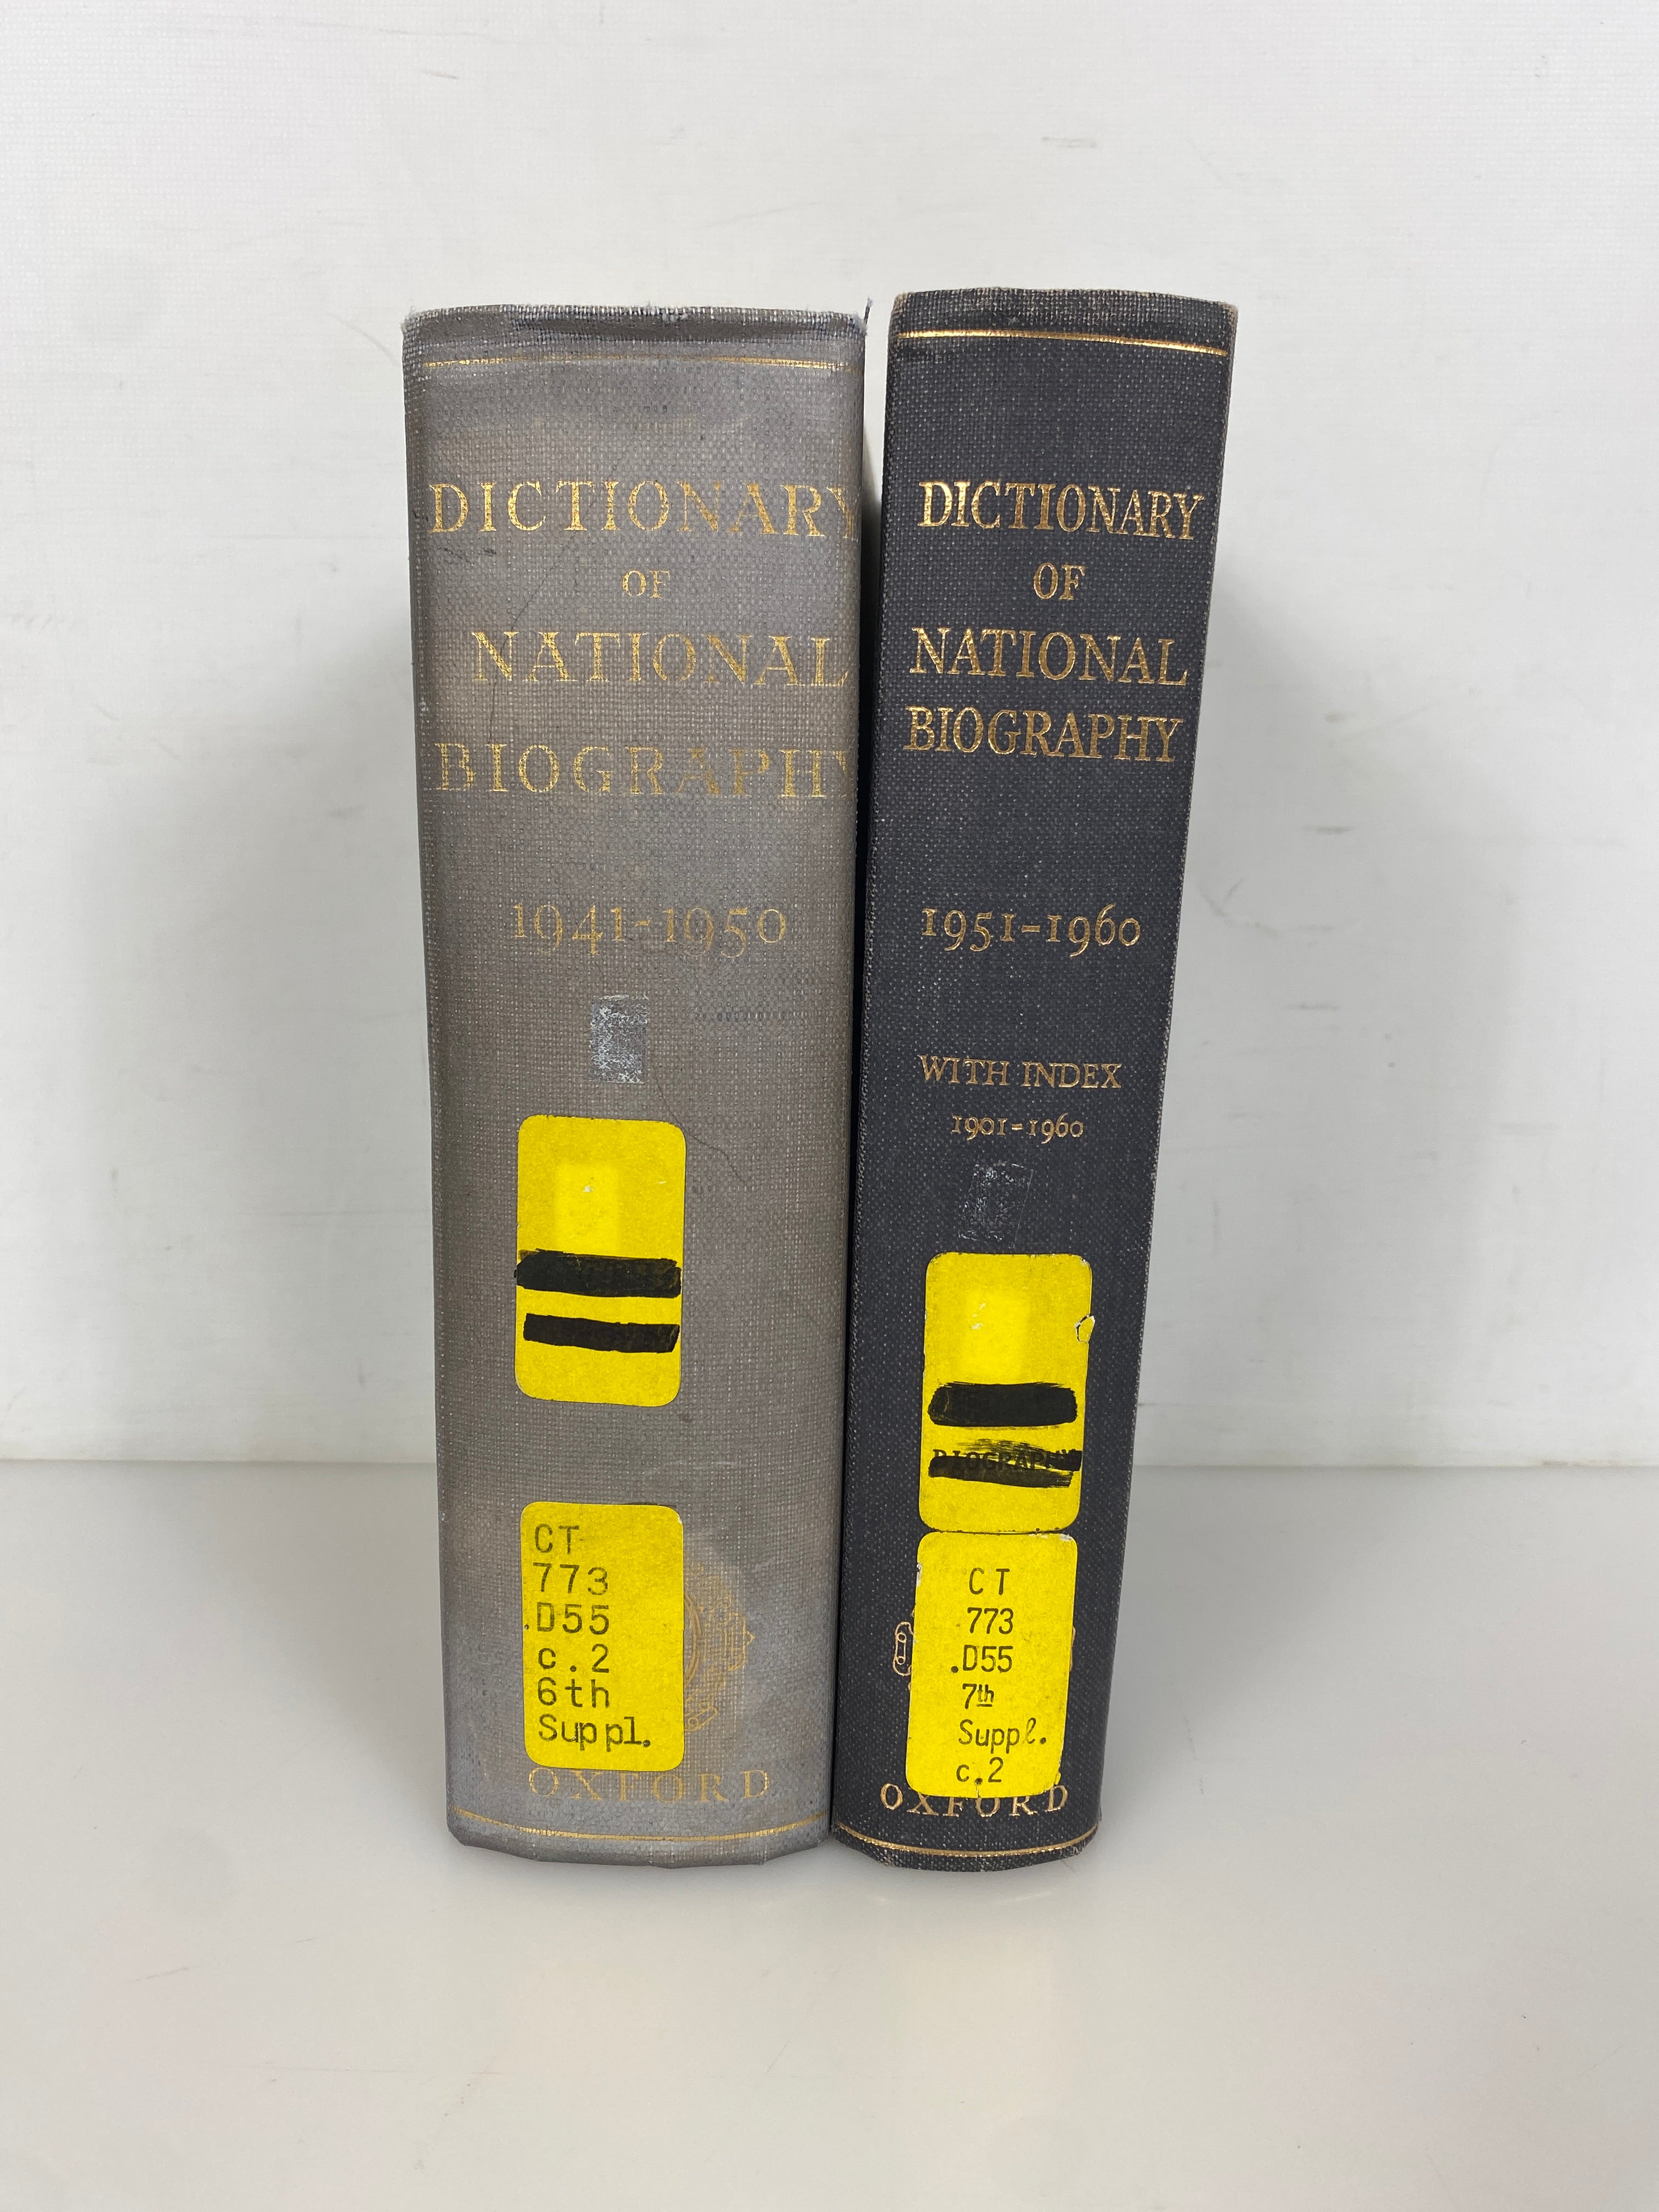 DICTIONARY
OF
NATIONAL
BIOGRAPHY
1941-1950
CT
773
.D55
c.2
6th
Suppl.
OXFORD
DICTIONARY
OF
NATIONAL
BIOGRAPHY
1951-1960
WITH INDEX
1901-1960
BIOGRAPHY
CT
773
.D55
7th
Suppl.
c.2
OXFORD